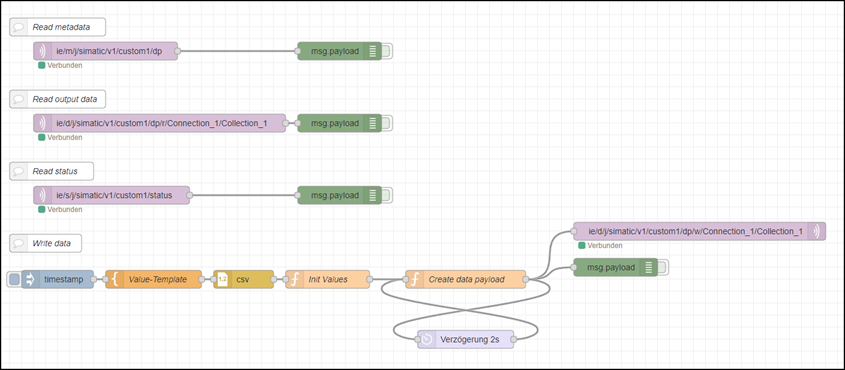 Read metadata
ie/m/j/simatic/v1/custom1/dp
msg.payload
Verbunden
Read output data
ie/d/j/simatic/v1/custom1/dp/r/Connection_1/Collection_1
msg.payload
Verbunden
Read status
ie/s/j/simatic/v1/custom1/status
msg.payload
Verbunden
Write data
ie/d/j/simatic/v1/custom1/dp/w/Connection_1/Collection_1
Verbunden
msg.payload
timestamp
Value-Template
1,2
csv
Init Values
Create data payload
Verzögerung 2s